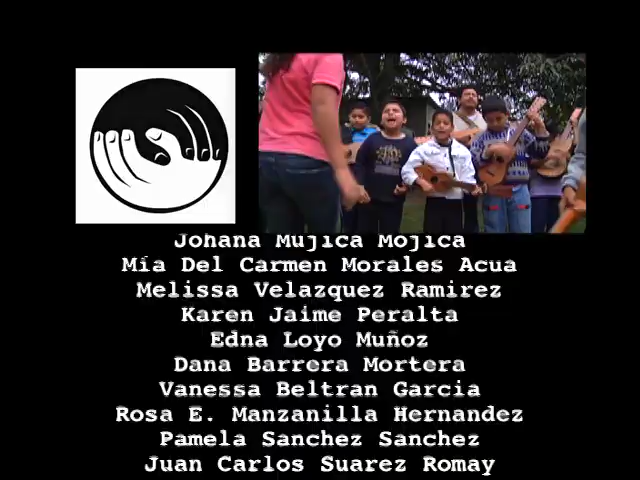 Johana Mujica Mojica
Mía Del Carmen Morales Acua
Melissa Velazquez Ramirez
Karen Jaime Peralta
Edna Loyo Muñoz
Dana Barrera Mortera
Vanessa Beltran Garcia
Rosa E. Manzanilla Hernandez
Pamela Sanchez Sanchez
Juan Carlos Suarez Romay